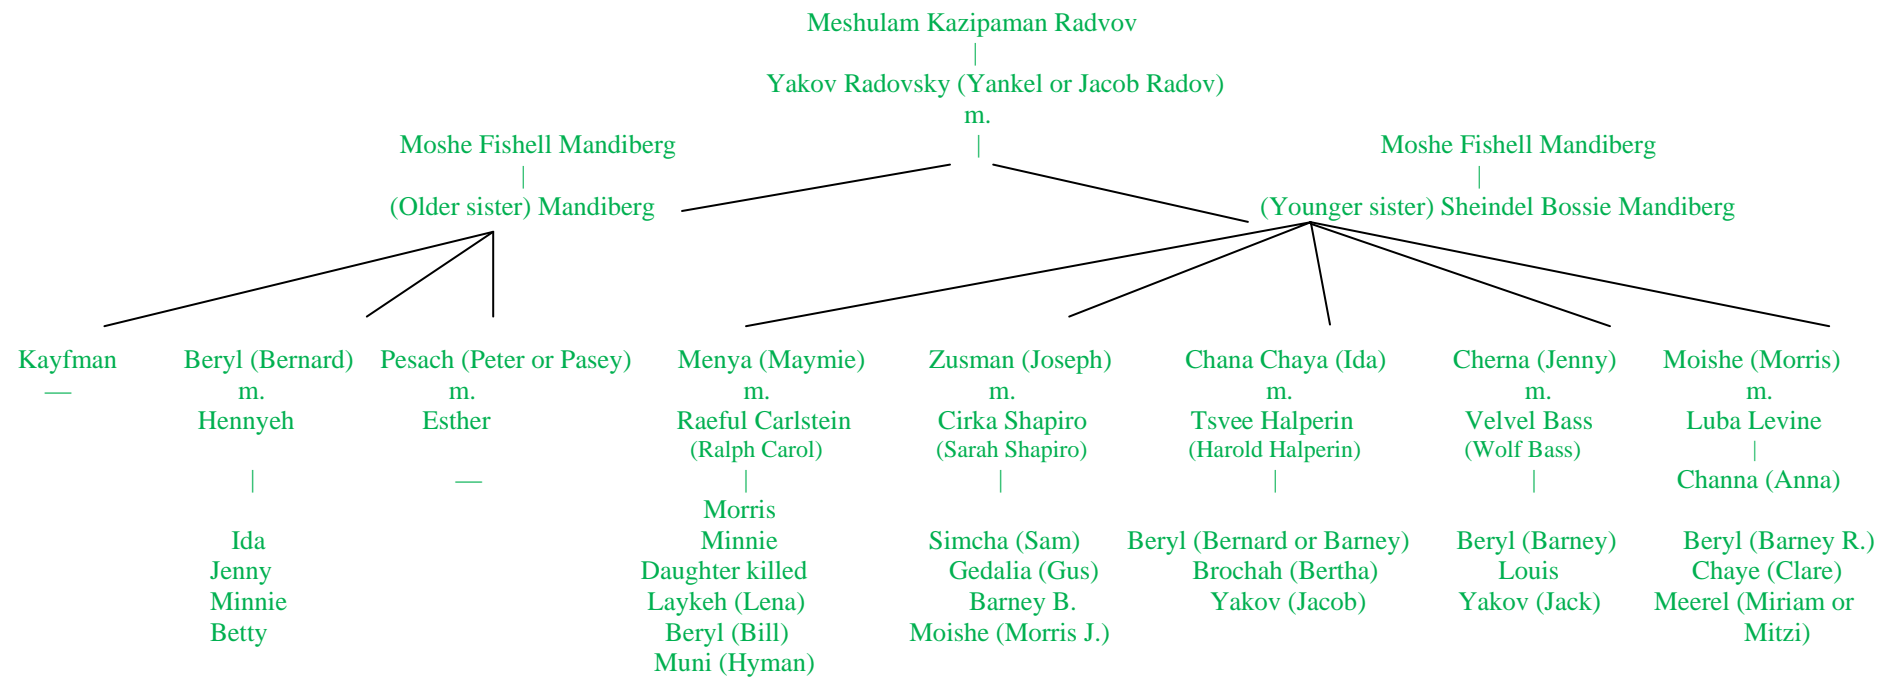 Meshulam Kazipaman Radvov
|
Yakov Radovsky (Yankel or Jacob Radov)
m.
Moshe Fishell Mandiberg | Moshe Fishell Mandiberg
| |
(Older sister) Mandiberg (Younger sister) Sheindel Bossie Mandiberg
Kayfman Beryl (Bernard) Pesach (Peter or Pasey) Menya (Maymie) Zusman (Joseph) Chana Chaya (Ida) Cherna (Jenny) Moishe (Morris)
— m. m. m. m. m. m. m.
Hennyeh Esther Raeful Carlstein Cirka Shapiro Tsvee Halperin Velvel Bass Luba Levine
(Ralph Carol) (Sarah Shapiro) (Harold Halperin) (Wolf Bass) |
| — | | | | Channa (Anna)
Morris
Ida Minnie Simcha (Sam) Beryl (Bernard or Barney) Beryl (Barney) Beryl (Barney R.)
Jenny Daughter killed Gedalia (Gus) Brochah (Bertha) Louis Chaye (Clare)
Minnie Laykeh (Lena) Barney B. Yakov (Jacob) Yakov (Jack) Meerel (Miriam or
Betty Beryl (Bill) Moishe (Morris J.) Mitzi)
Muni (Hyman)